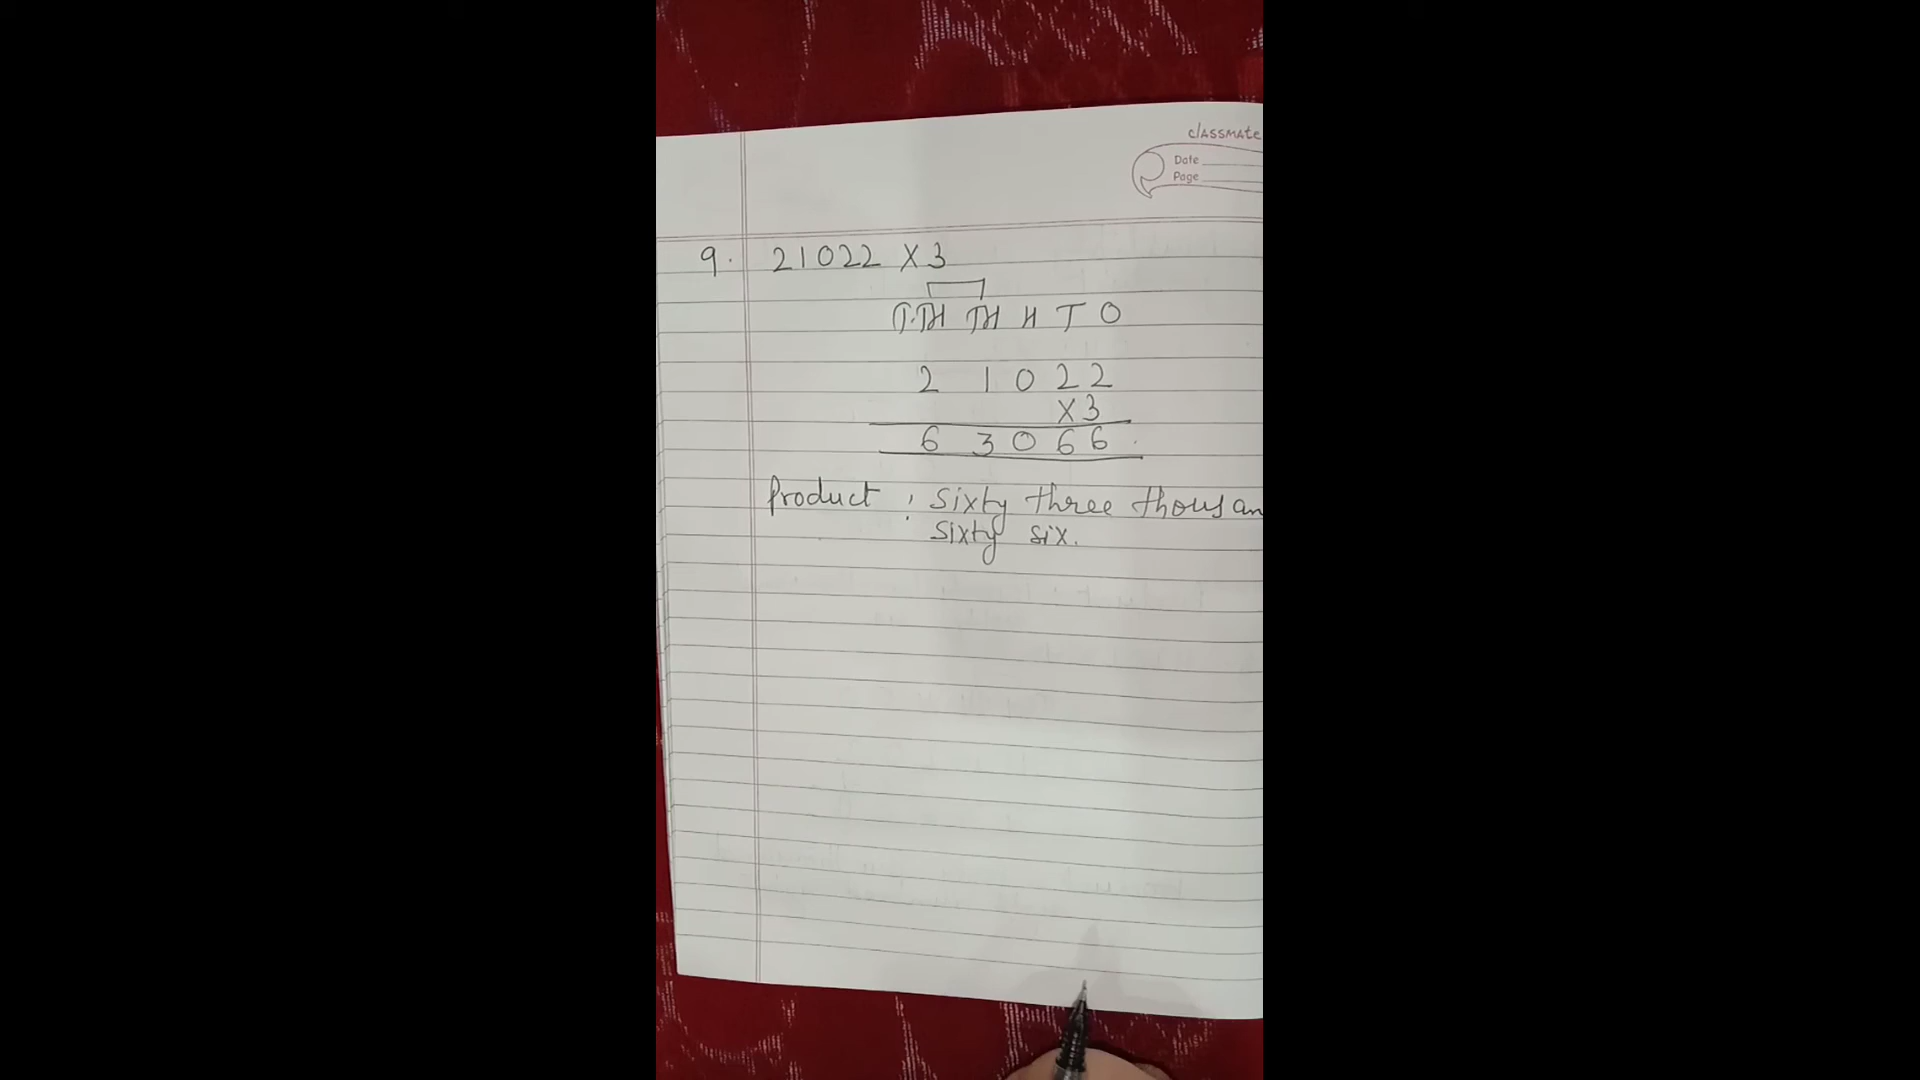 classmate
Date
Page
9. 21022 X 3
T.TH TH H T O
2 1 0 2 2
X 3
6 3 0 6 6
Product : Sixty three thousan
Sixty six.